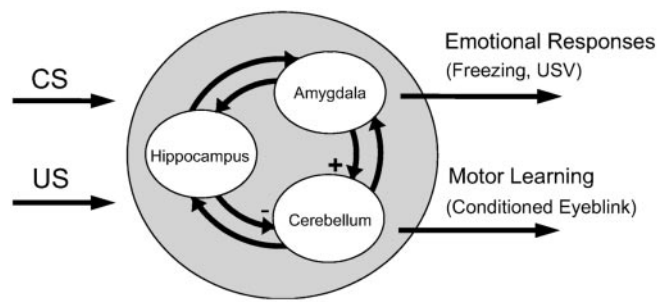 CS
US
Hippocampus
Amygdala
+
-
Cerebellum
Emotional Responses
(Freezing, USV)
Motor Learning
(Conditioned Eyeblink)